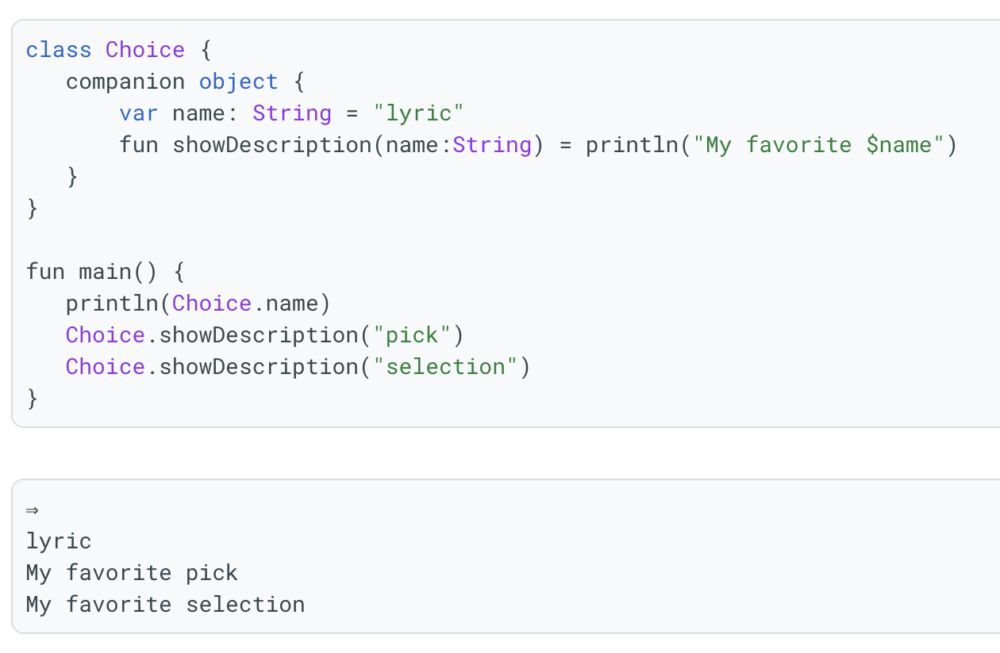 class Choice {
   companion object {
       var name: String = "lyric"
       fun showDescription(name:String) = println("My favorite $name")
   }
}

fun main() {
   println(Choice.name)
   Choice.showDescription("pick")
   Choice.showDescription("selection")
}

⇒
lyric
My favorite pick
My favorite selection